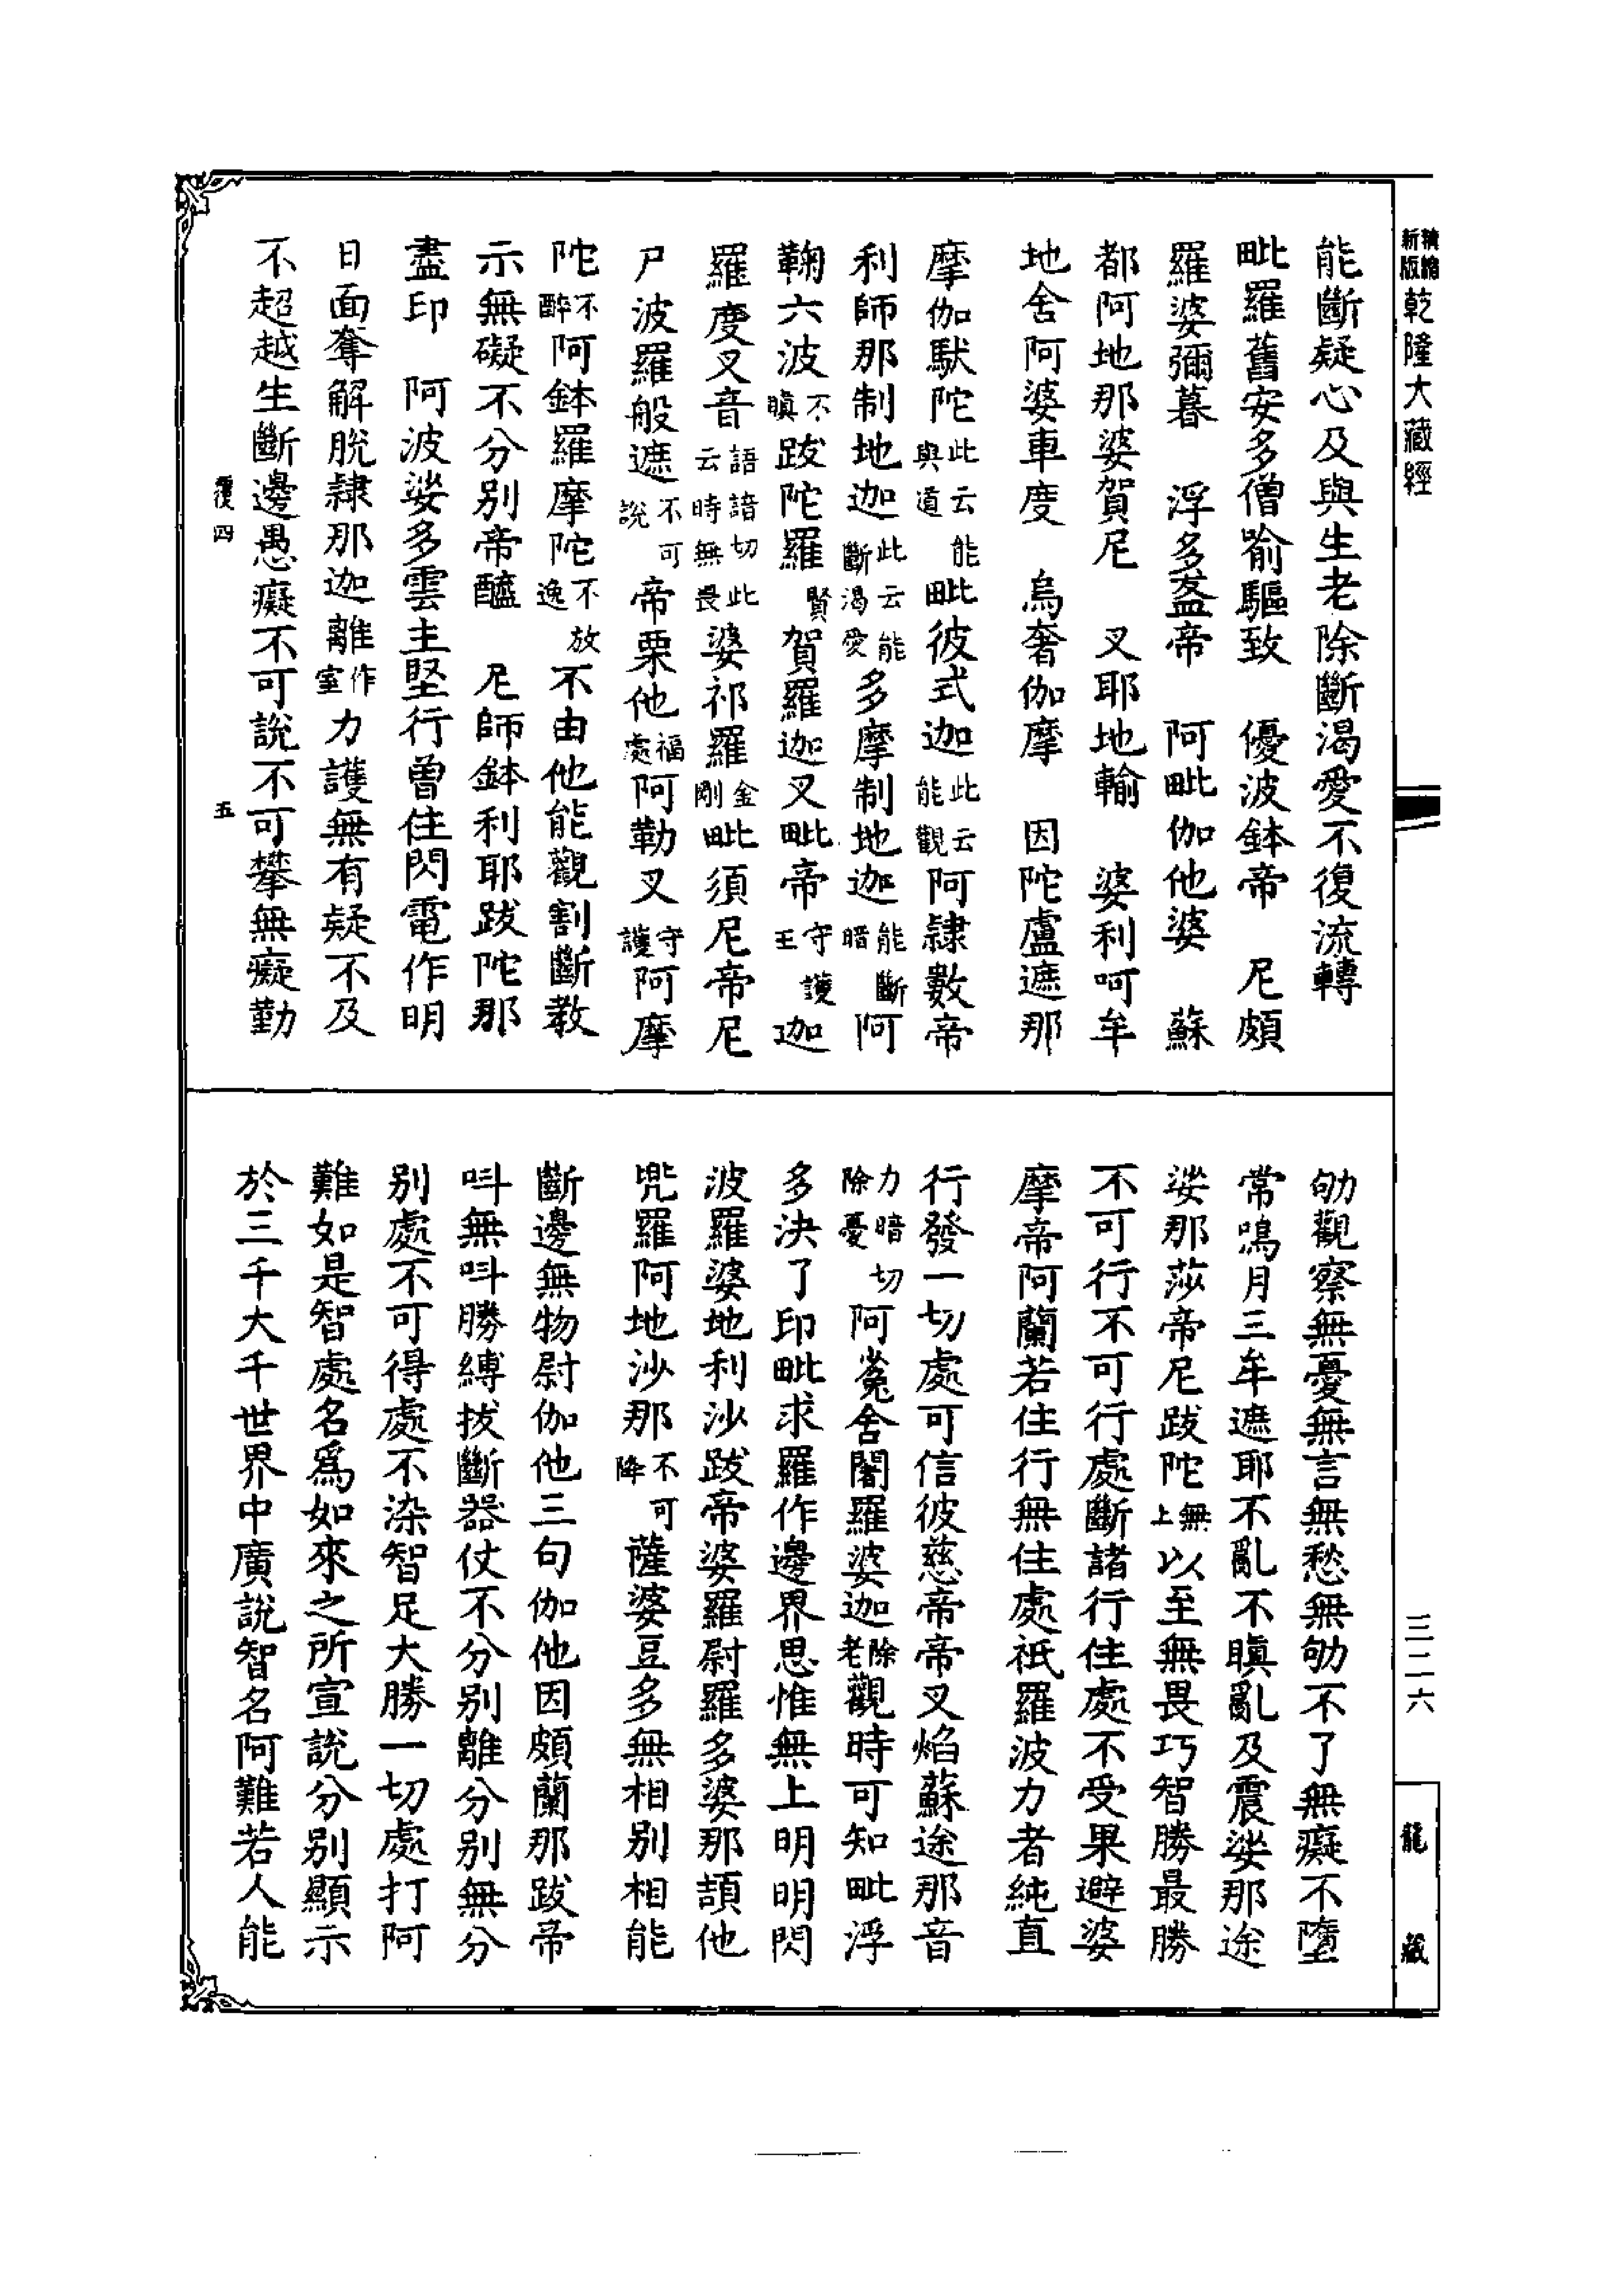 新版精縮乾隆大藏經
三二六
龍藏
能斷疑心及與生老除斷渴愛不復流轉
毗羅舊安多僧喻驅致　優波鉢帝　尼頗
羅婆彌暮　浮多盋帝　阿毗伽他婆　蘇
都阿地那婆賀尼　叉耶地輸　婆利呵牟
地舍阿婆車度　烏奢伽摩　因陀盧遮那
摩伽馱陀此云能與道毗彼式迦此云能觀阿隸數帝
利師那制地迦此云能斷渴愛多摩制地迦能斷暗阿
鞠六波不瞋跋陀羅賢賀羅迦叉毗帝守護王迦
羅度叉音語諳切此云時無畏婆祁羅金剛毗須尼帝尼
尸波羅般遮不可說帝栗他福處阿勒叉守護阿摩
陀不醉阿鉢羅摩陀不放逸不由他能觀割斷教
示無礙不分別帝醯　尼師鉢利耶跋陀那
盡印　阿波娑多雲主堅行曾住閃電作明
日面奪解脫隸那迦離作室力護無有疑不及
不超越生斷邊愚癡不可說不可攀無癡勤
復四　五
劬觀察無憂無言無愁無劬不了無癡不墮
常鳴月三牟遮耶不亂不瞋亂及震娑那途
娑那莎帝尼跋陀無上以至無畏巧智勝最勝
不可行不可行處斷諸行住處不受果避婆
摩帝阿蘭若住行無住處祇羅波力者純直
行發一切處可信彼慈帝帝叉焰蘇途那音
力暗切除憂阿㝹舍闍羅婆迦除老觀時可知毗浮
多決了印毗求羅作邊界思惟無上明明閃
波羅婆地利沙跋帝婆羅尉羅多婆那頡他
兜羅阿地沙那不可降薩婆豆多無相別相能
斷邊無物尉伽他三句伽他因頗蘭那跋帝
呌無呌勝縛拔斷器仗不分別離分別無分
別處不可得處不染智足大勝一切處打阿
難如是智處名爲如來之所宣說分別顯示
於三千大千世界中廣說智名阿難若人能